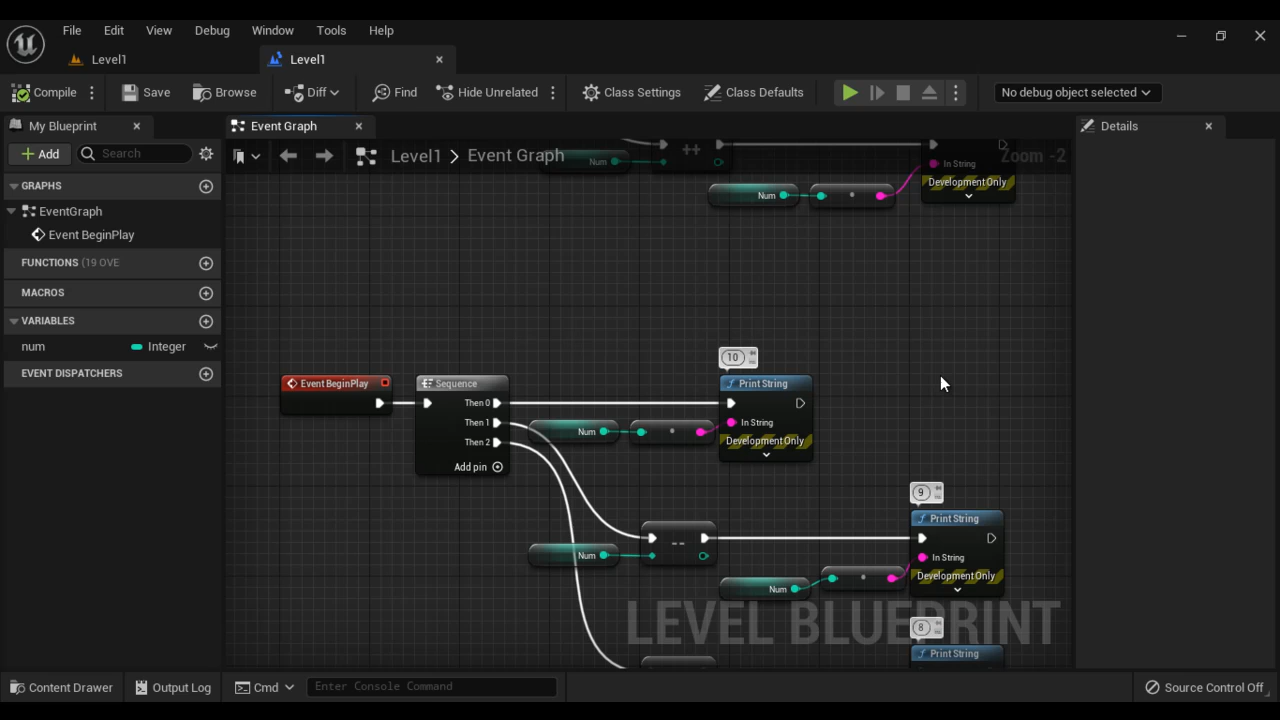 File Edit View Debug Window Tools Help
Level1 Level1
Compile Save Browse Diff Find Hide Unrelated Class Settings Class Defaults No debug object selected
My Blueprint Event Graph Details
Add Search Level1 > Event Graph Zoom -2
Num ++ In String
Development Only
Num
GRAPHS
EventGraph
Event BeginPlay
FUNCTIONS (19 OVE
MACROS
VARIABLES
num Integer
EVENT DISPATCHERS
10
Event BeginPlay Sequence Print String
Then 0
Then 1 In String
Num
Then 2 Development Only
Add pin
9
Print String
--
Num In String
Development Only
Num
LEVEL BLUEPRINT
8
Print String
Content Drawer Output Log Cmd Enter Console Command Source Control Off